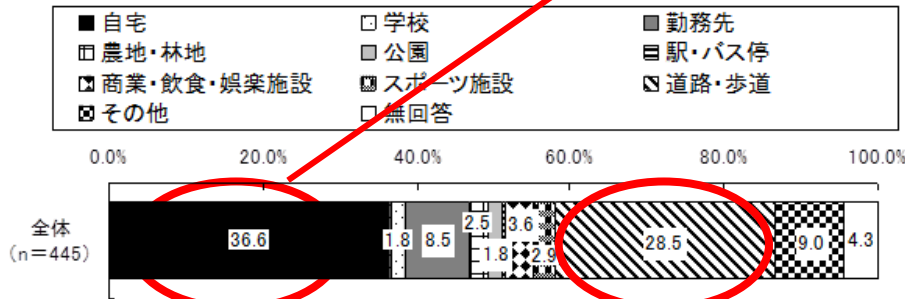 自宅 学校 勤務先
農地・林地 公園 駅・バス停
商業・飲食・娯楽施設 スポーツ施設 道路・歩道
その他 無回答
0.0% 20.0% 40.0% 60.0% 80.0% 100.0%
全体
(n=445)
36.6 1.8 8.5 2.5 1.8 3.6 2.9 28.5 9.0 4.3